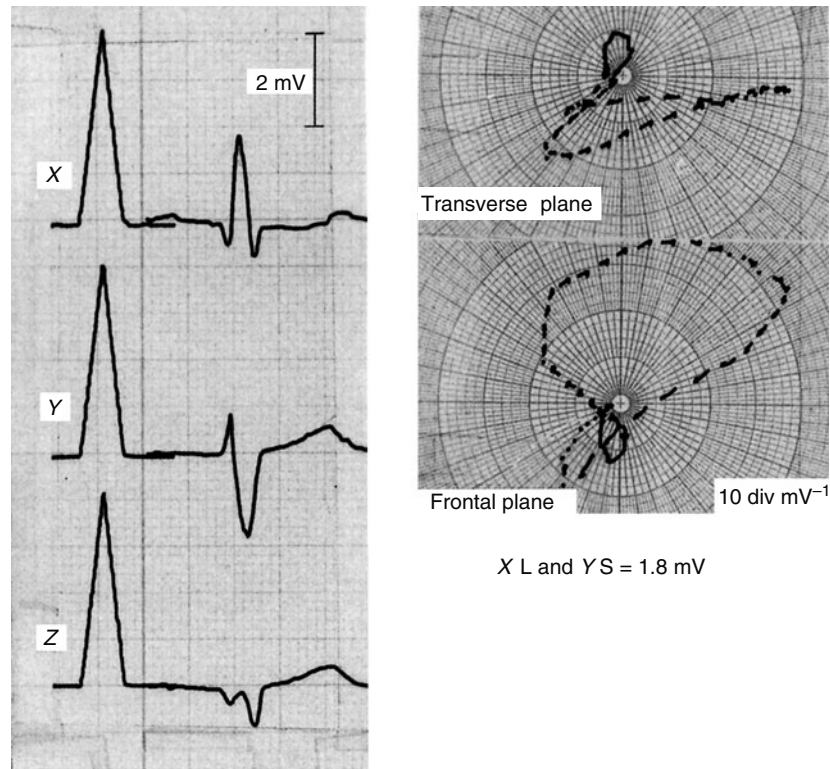 2 mV
X
Y
Z
Transverse plane
Frontal plane
10 div mV⁻¹
X L and Y S = 1.8 mV